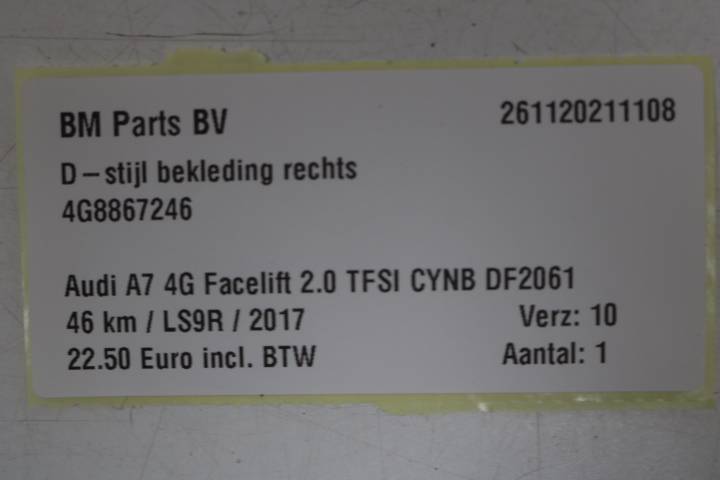 BM Parts BV 261120211108
D-stijl bekleding rechts
4G8867246
Audi A7 4G Facelift 2.0 TFSI CYNB DF2061
46 km / LS9R / 2017 Verz: 10
22.50 Euro incl. BTW Aantal: 1